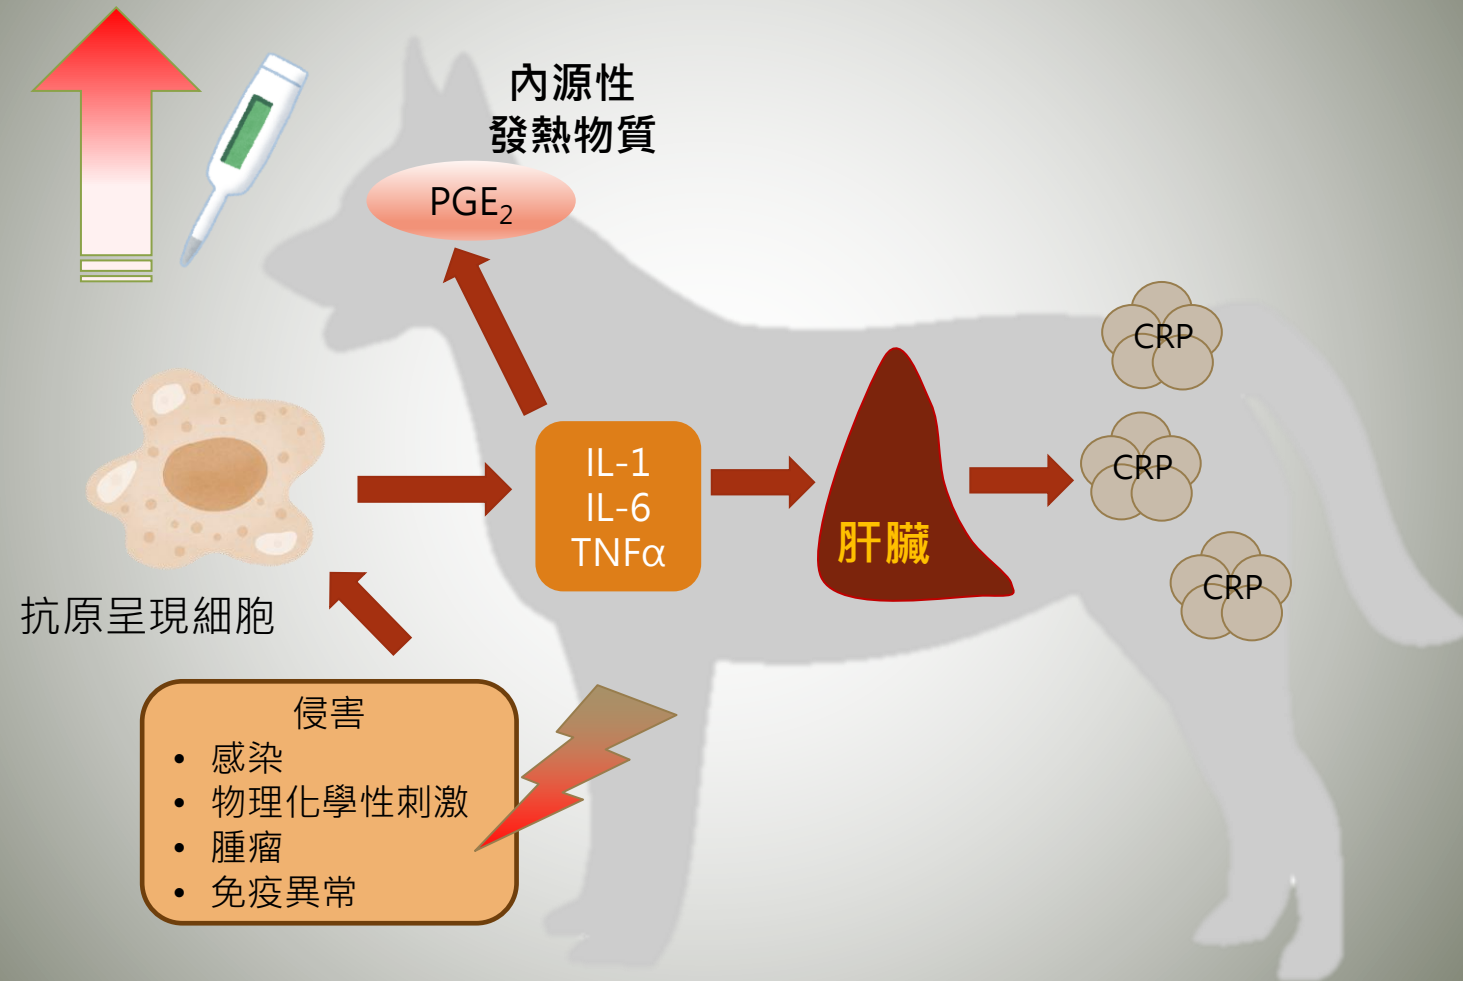 內源性
發熱物質
PGE₂
CRP
IL-1
IL-6
TNFα
CRP
肝臟
CRP
抗原呈現細胞
侵害
• 感染
• 物理化學性刺激
• 腫瘤
• 免疫異常